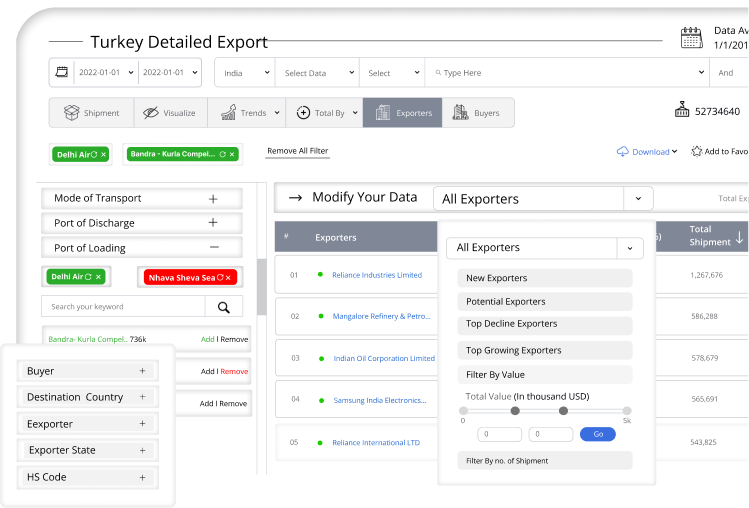 Turkey Detailed Export
Data Av
1/1/201
2022-01-01 2022-01-01 India Select Data Select Type Here And
Shipment Visualize Trends Total By Exporters Buyers 52734640
Delhi Air × Bandra - Kurla Compel... × Remove All Filter Download Add to Favo
Mode of Transport +
Port of Discharge +
Port of Loading −
Delhi Air × Nhava Sheva Sea ×
Search your keyword
Bandra- Kurla Compel.. 736k Add I Remove
Add I Remove
Add I Remove
Buyer +
Destination Country +
Eexporter +
Exporter State +
HS Code +
→ Modify Your Data All Exporters Total Ex
# Exporters Total
Shipment ↓
01 Reliance Industries Limited 1,267,676
02 Mangalore Refinery & Petro... 586,288
03 Indian Oil Corporation Limited 578,679
04 Samsung India Electronics... 565,691
05 Reliance International LTD 543,825
All Exporters
New Exporters
Potential Exporters
Top Decline Exporters
Top Growing Exporters
Filter By Value
Total Value (In thousand USD)
0 5k
0 0 Go
Filter By no. of Shipment